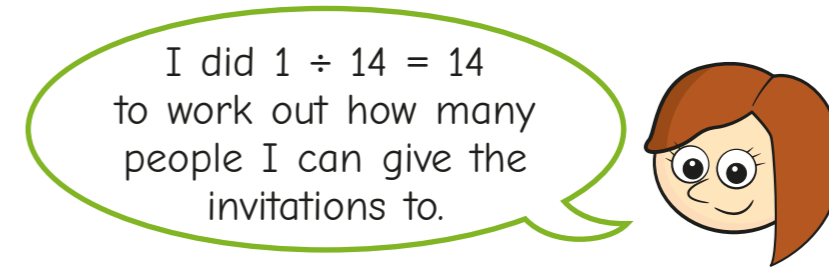 I did 1 ÷ 14 = 14
to work out how many
people I can give the
invitations to.